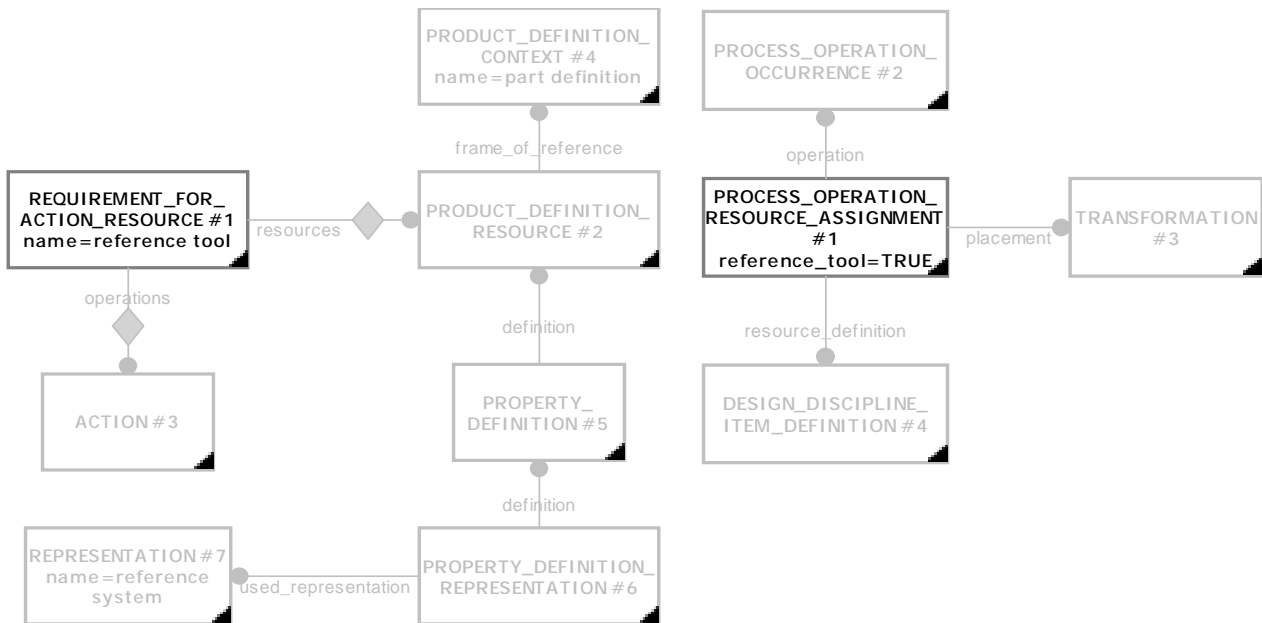 PRODUCT_DEFINITION_
CONTEXT #4
name=part definition
PROCESS_OPERATION_
OCCURRENCE #2
frame_of_reference
operation
REQUIREMENT_FOR_
ACTION_RESOURCE #1
name=reference tool
resources
PRODUCT_DEFINITION_
RESOURCE #2
PROCESS_OPERATION_
RESOURCE_ASSIGNMENT
#1
reference_tool=TRUE
placement
TRANSFORMATION
#3
operations
definition
resource_definition
ACTION #3
PROPERTY_
DEFINITION #5
DESIGN_DISCIPLINE_
ITEM_DEFINITION #4
definition
REPRESENTATION #7
name=reference
system
used_representation
PROPERTY_DEFINITION_
REPRESENTATION #6